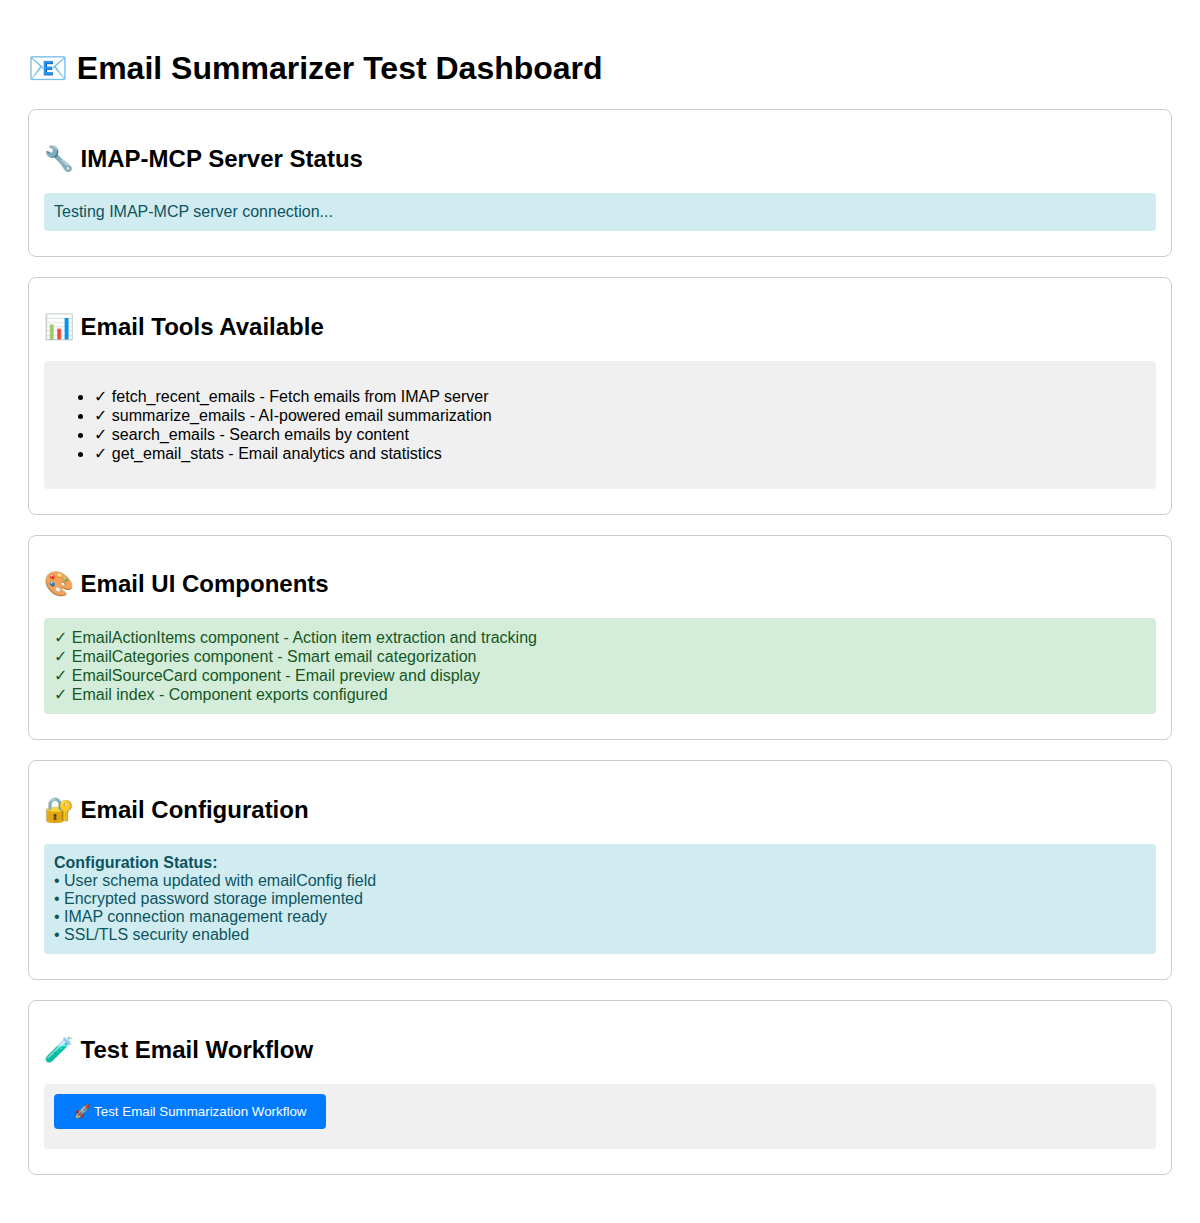 📧 Email Summarizer Test Dashboard
🔧 IMAP-MCP Server Status
Testing IMAP-MCP server connection...
📊 Email Tools Available
• ✓ fetch_recent_emails - Fetch emails from IMAP server
• ✓ summarize_emails - AI-powered email summarization
• ✓ search_emails - Search emails by content
• ✓ get_email_stats - Email analytics and statistics
🎨 Email UI Components
✓ EmailActionItems component - Action item extraction and tracking
✓ EmailCategories component - Smart email categorization
✓ EmailSourceCard component - Email preview and display
✓ Email index - Component exports configured
🔐 Email Configuration
Configuration Status:
• User schema updated with emailConfig field
• Encrypted password storage implemented
• IMAP connection management ready
• SSL/TLS security enabled
🧪 Test Email Workflow
🚀 Test Email Summarization Workflow